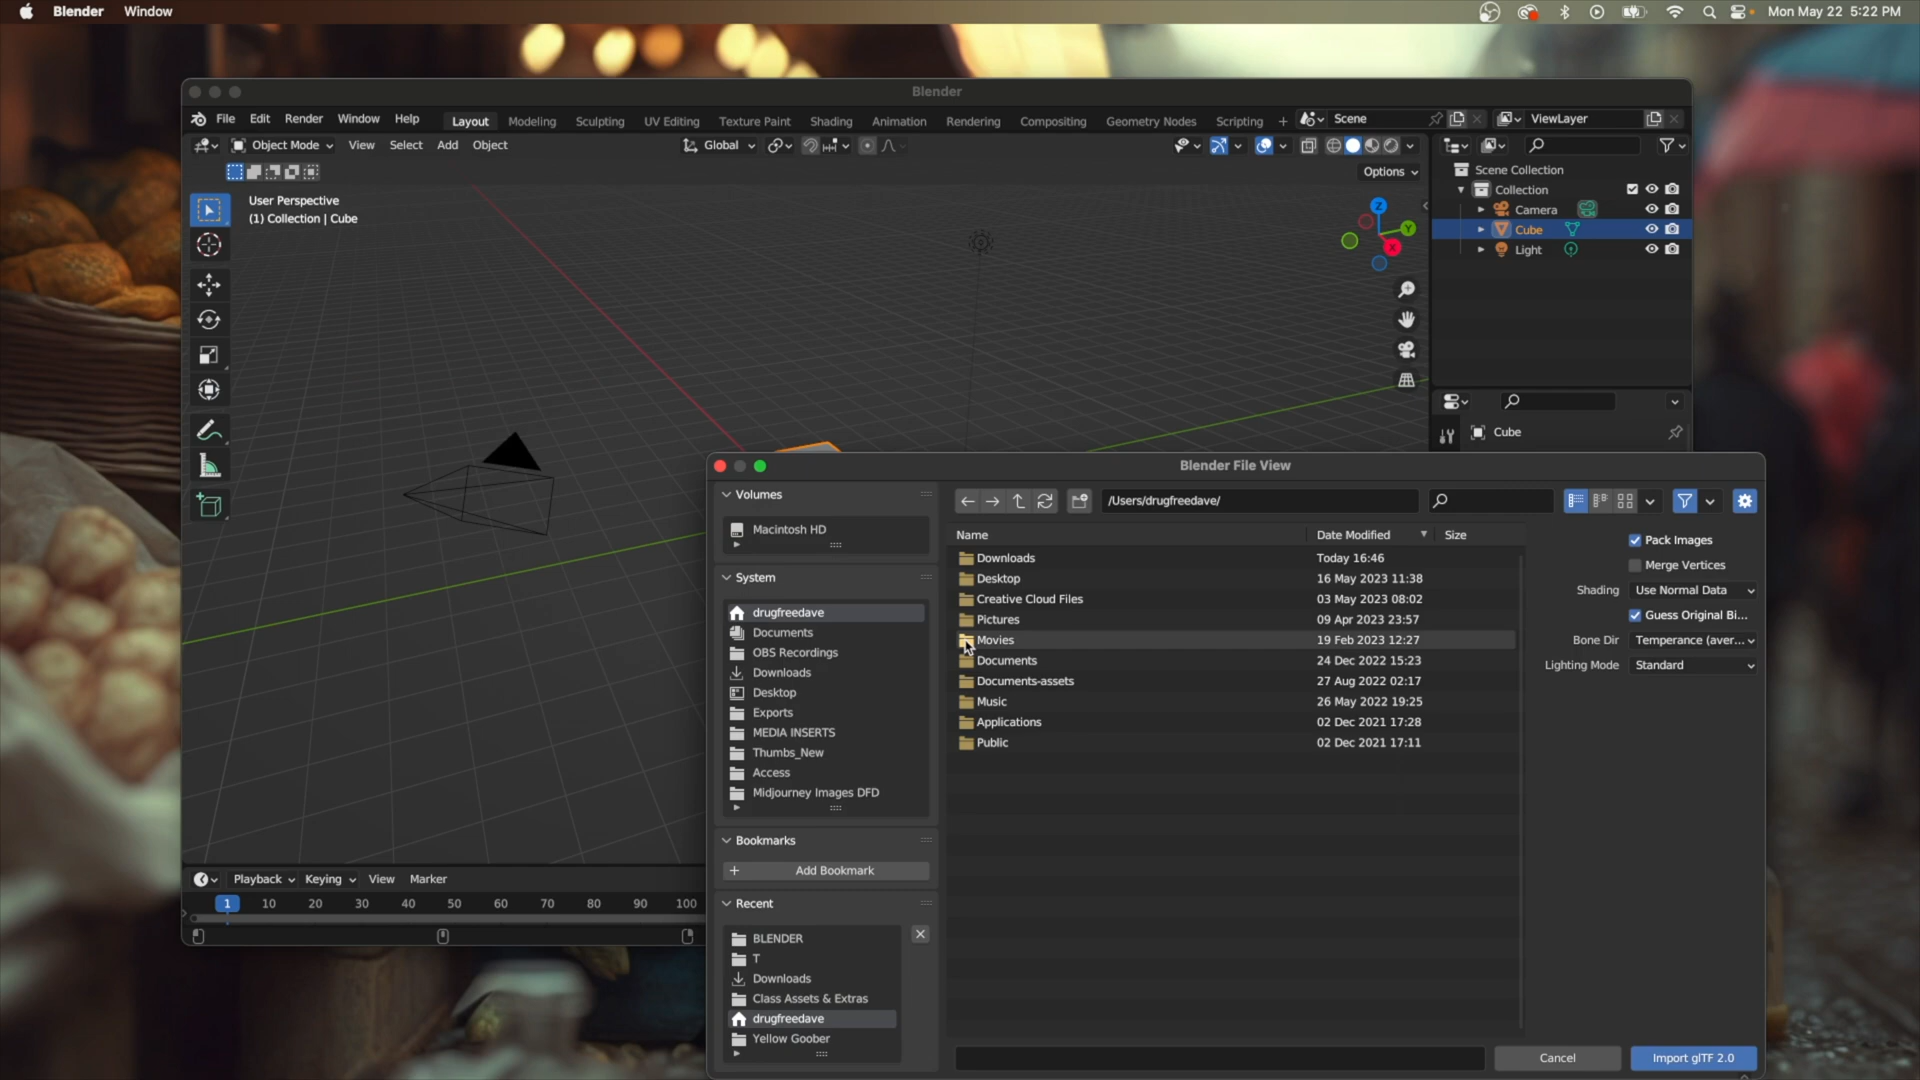 Blender Window Mon May 22 5:22 PM
Blender
File Edit Render Window Help Layout Modeling Sculpting UV Editing Texture Paint Shading Animation Rendering Compositing Geometry Nodes Scripting + Scene ViewLayer
Object Mode View Select Add Object Global
Options
User Perspective
(1) Collection | Cube
Z
Y
X
Scene Collection
Collection
Camera
Cube
Light
Cube
Blender File View
Volumes
Macintosh HD
System
drugfreedave
Documents
OBS Recordings
Downloads
Desktop
Exports
MEDIA INSERTS
Thumbs_New
Access
Midjourney Images DFD
Bookmarks
+ Add Bookmark
Recent
BLENDER
T
Downloads
Class Assets & Extras
drugfreedave
Yellow Goober
/Users/drugfreedave/
Name Date Modified Size
Downloads Today 16:46
Desktop 16 May 2023 11:38
Creative Cloud Files 03 May 2023 08:02
Pictures 09 Apr 2023 23:57
Movies 19 Feb 2023 12:27
Documents 24 Dec 2022 15:23
Documents-assets 27 Aug 2022 02:17
Music 26 May 2022 19:25
Applications 02 Dec 2021 17:28
Public 02 Dec 2021 17:11
Pack Images
Merge Vertices
Shading Use Normal Data
Guess Original Bi...
Bone Dir Temperance (aver...
Lighting Mode Standard
Cancel Import glTF 2.0
Playback Keying View Marker
1 10 20 30 40 50 60 70 80 90 100